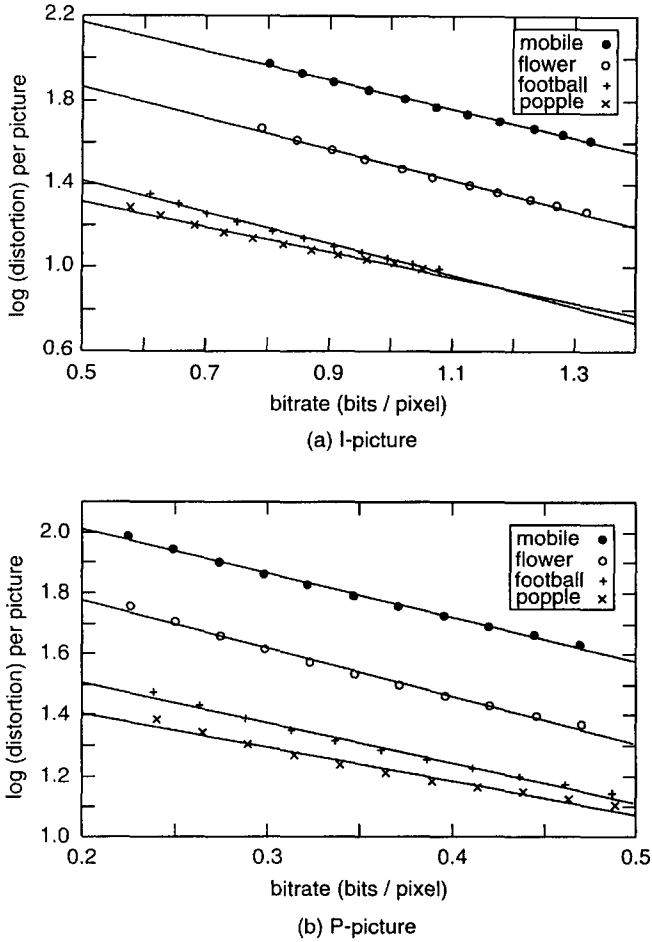 2.2
1.8
1.4
1.0
0.6
log (distortion) per picture
mobile
flower
football
popple
0.5 0.7 0.9 1.1 1.3
bitrate (bits / pixel)
(a) I-picture
2.0
1.8
1.6
1.4
1.2
1.0
log (distortion) per picture
mobile
flower
football
popple
0.2 0.3 0.4 0.5
bitrate (bits / pixel)
(b) P-picture